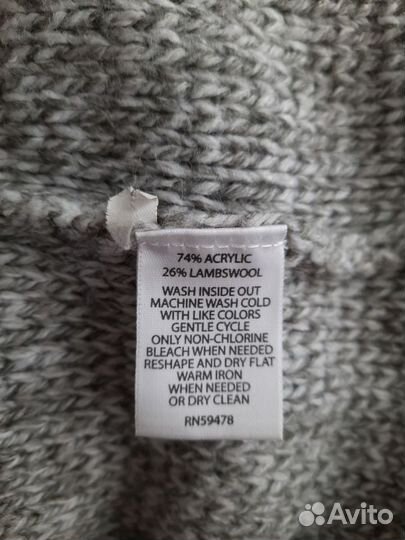 74% ACRYLIC
26% LAMBSWOOL
WASH INSIDE OUT
MACHINE WASH COLD
WITH LIKE COLORS
GENTLE CYCLE
ONLY NON-CHLORINE
BLEACH WHEN NEEDED
RESHAPE AND DRY FLAT
WARM IRON
WHEN NEEDED
OR DRY CLEAN
RN59478
Avito